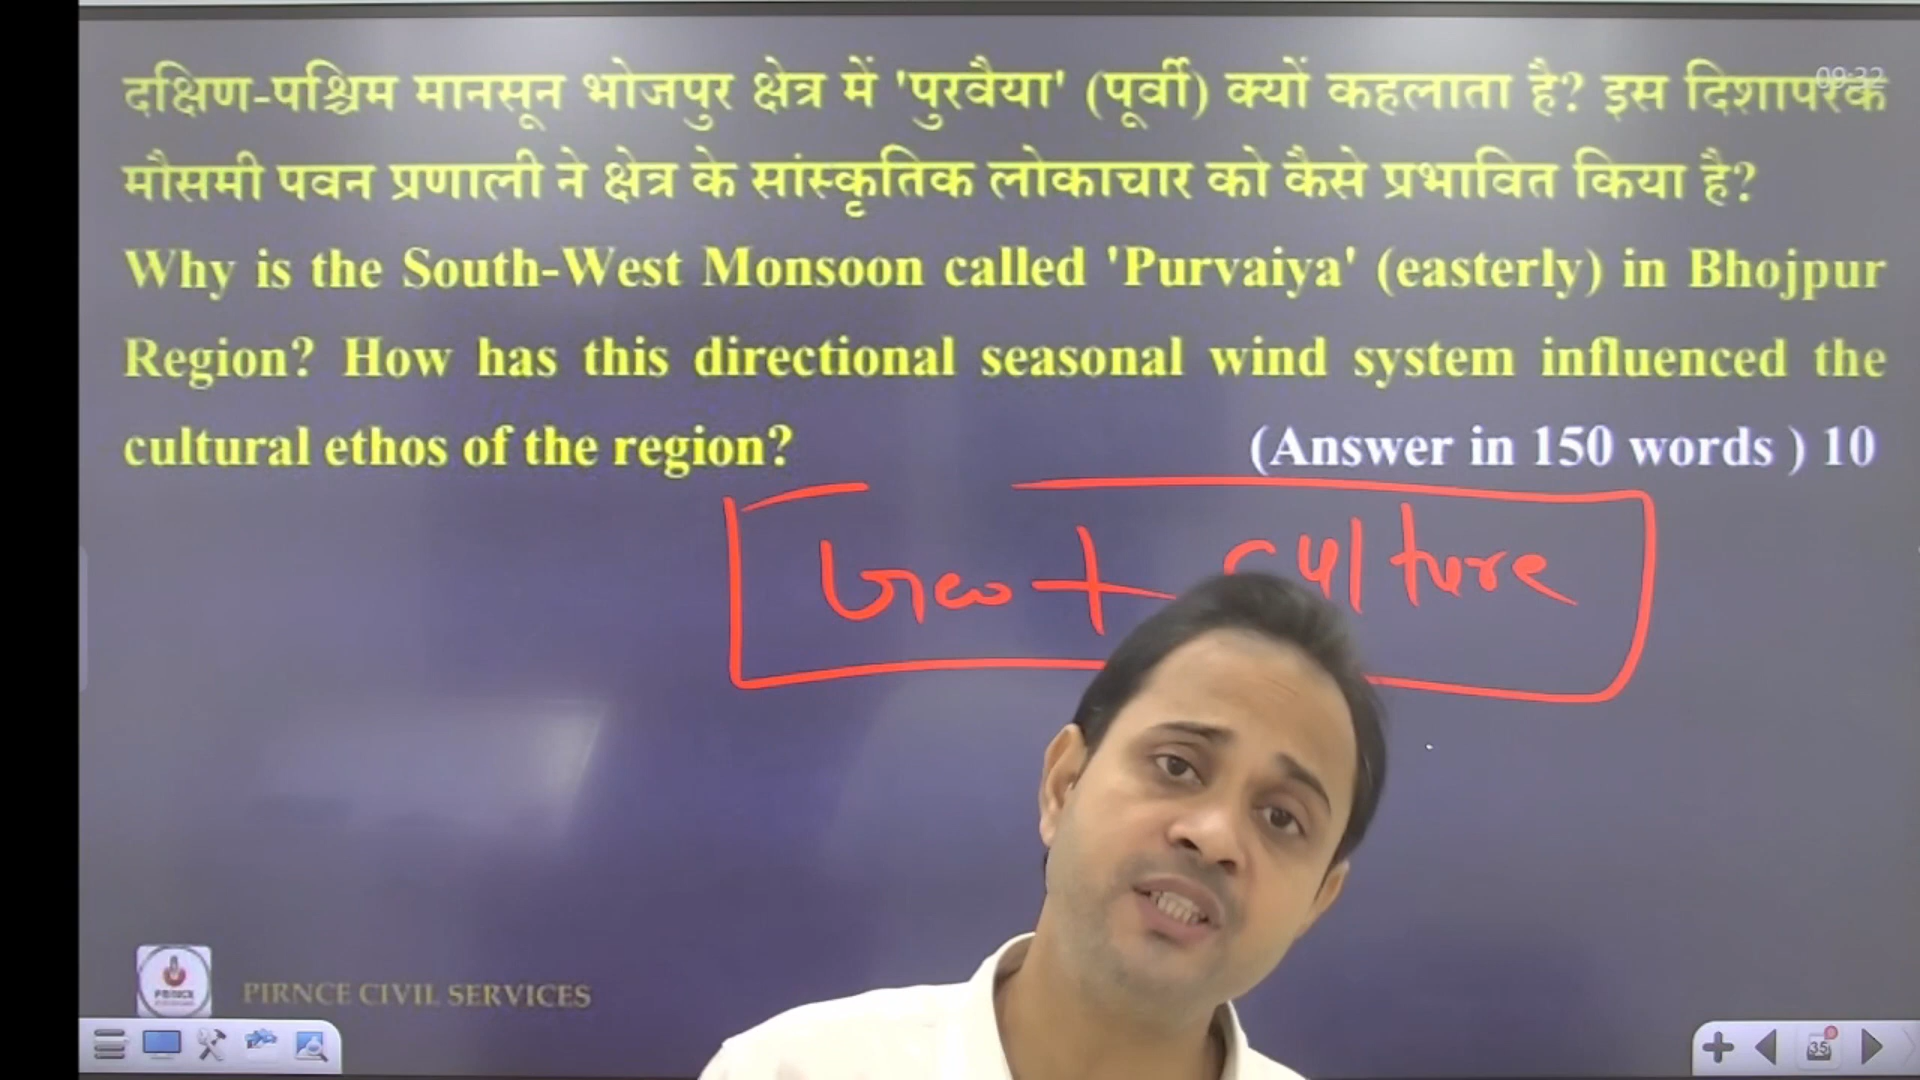 दक्षिण-पश्चिम मानसून भोजपुर क्षेत्र में 'पुरवैया' (पूर्वी) क्यों कहलाता है? इस दिशापरक
09:32
मौसमी पवन प्रणाली ने क्षेत्र के सांस्कृतिक लोकाचार को कैसे प्रभावित किया है?
Why is the South-West Monsoon called 'Purvaiya' (easterly) in Bhojpur
Region? How has this directional seasonal wind system influenced the
cultural ethos of the region?
(Answer in 150 words ) 10
Geo + culture
PIRNCE CIVIL SERVICES
35